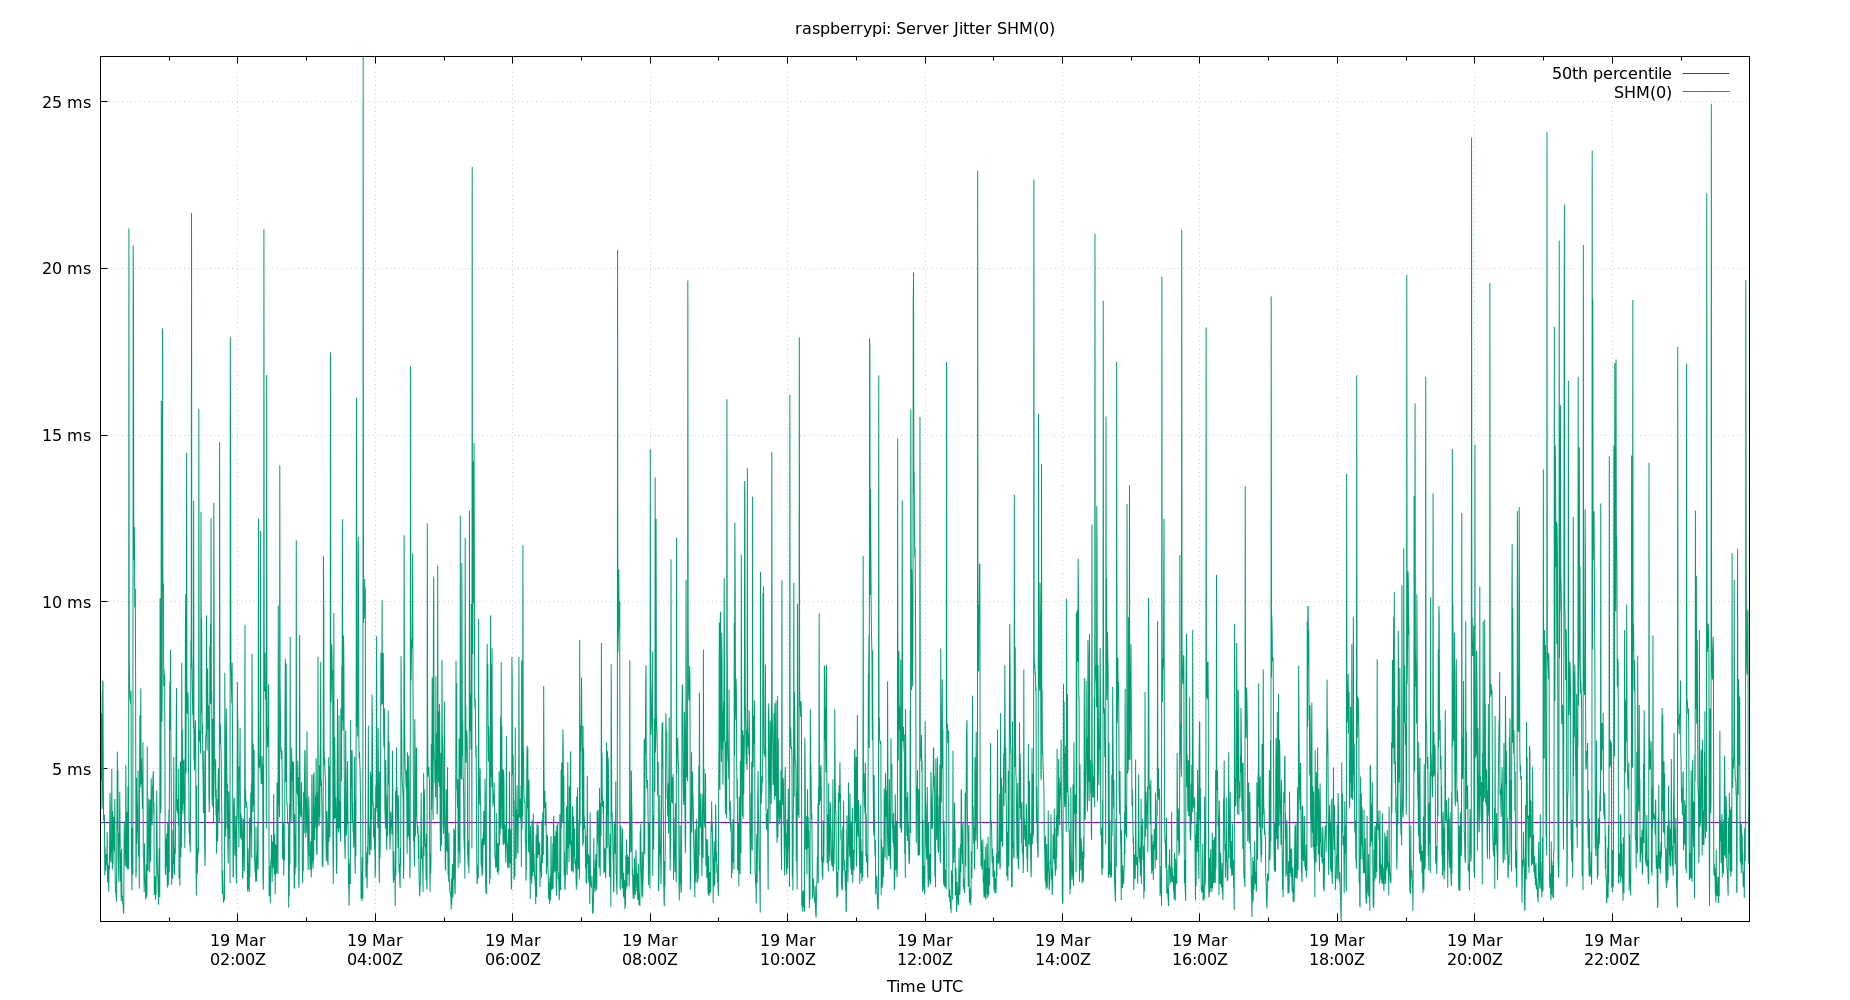 raspberrypi: Server Jitter SHM(0)
50th percentile
SHM(0)
25 ms
20 ms
15 ms
10 ms
5 ms
19 Mar 19 Mar 19 Mar 19 Mar 19 Mar 19 Mar 19 Mar 19 Mar 19 Mar 19 Mar 19 Mar
02:00Z 04:00Z 06:00Z 08:00Z 10:00Z 12:00Z 14:00Z 16:00Z 18:00Z 20:00Z 22:00Z
Time UTC